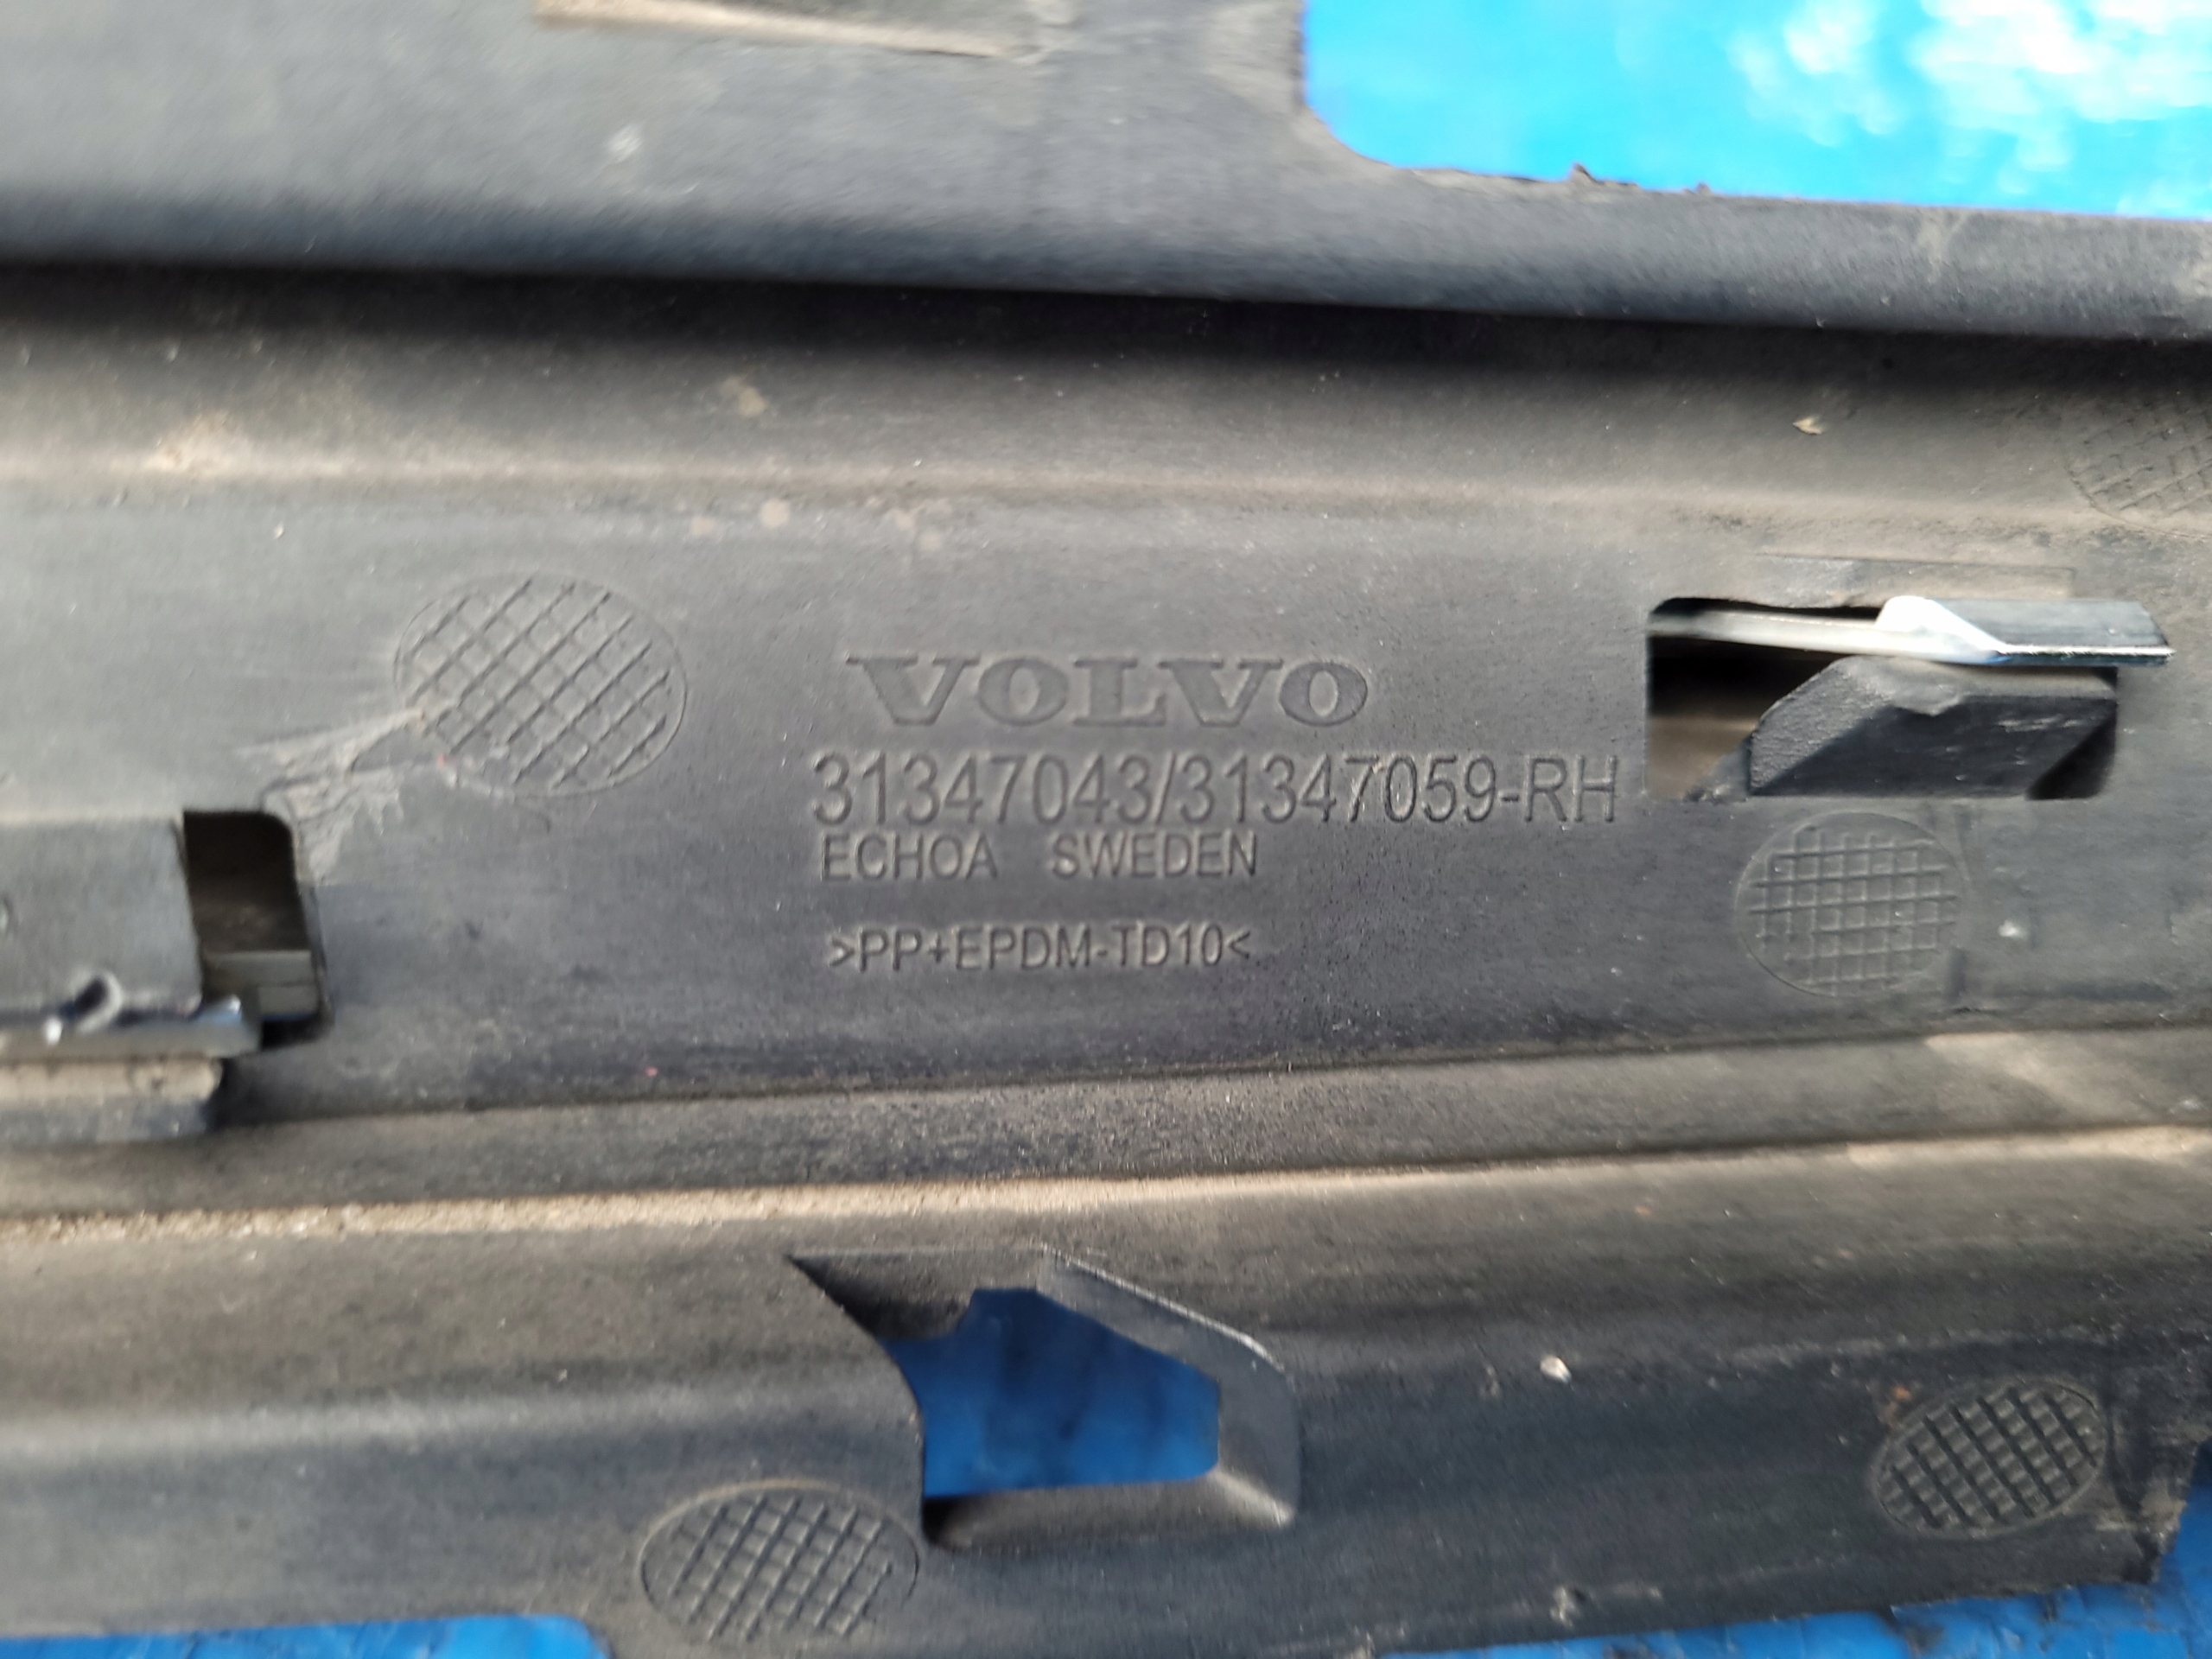 VOLVO
31347043/31347059-RH
ECHOA SWEDEN
>PP+EPDM-TD10<